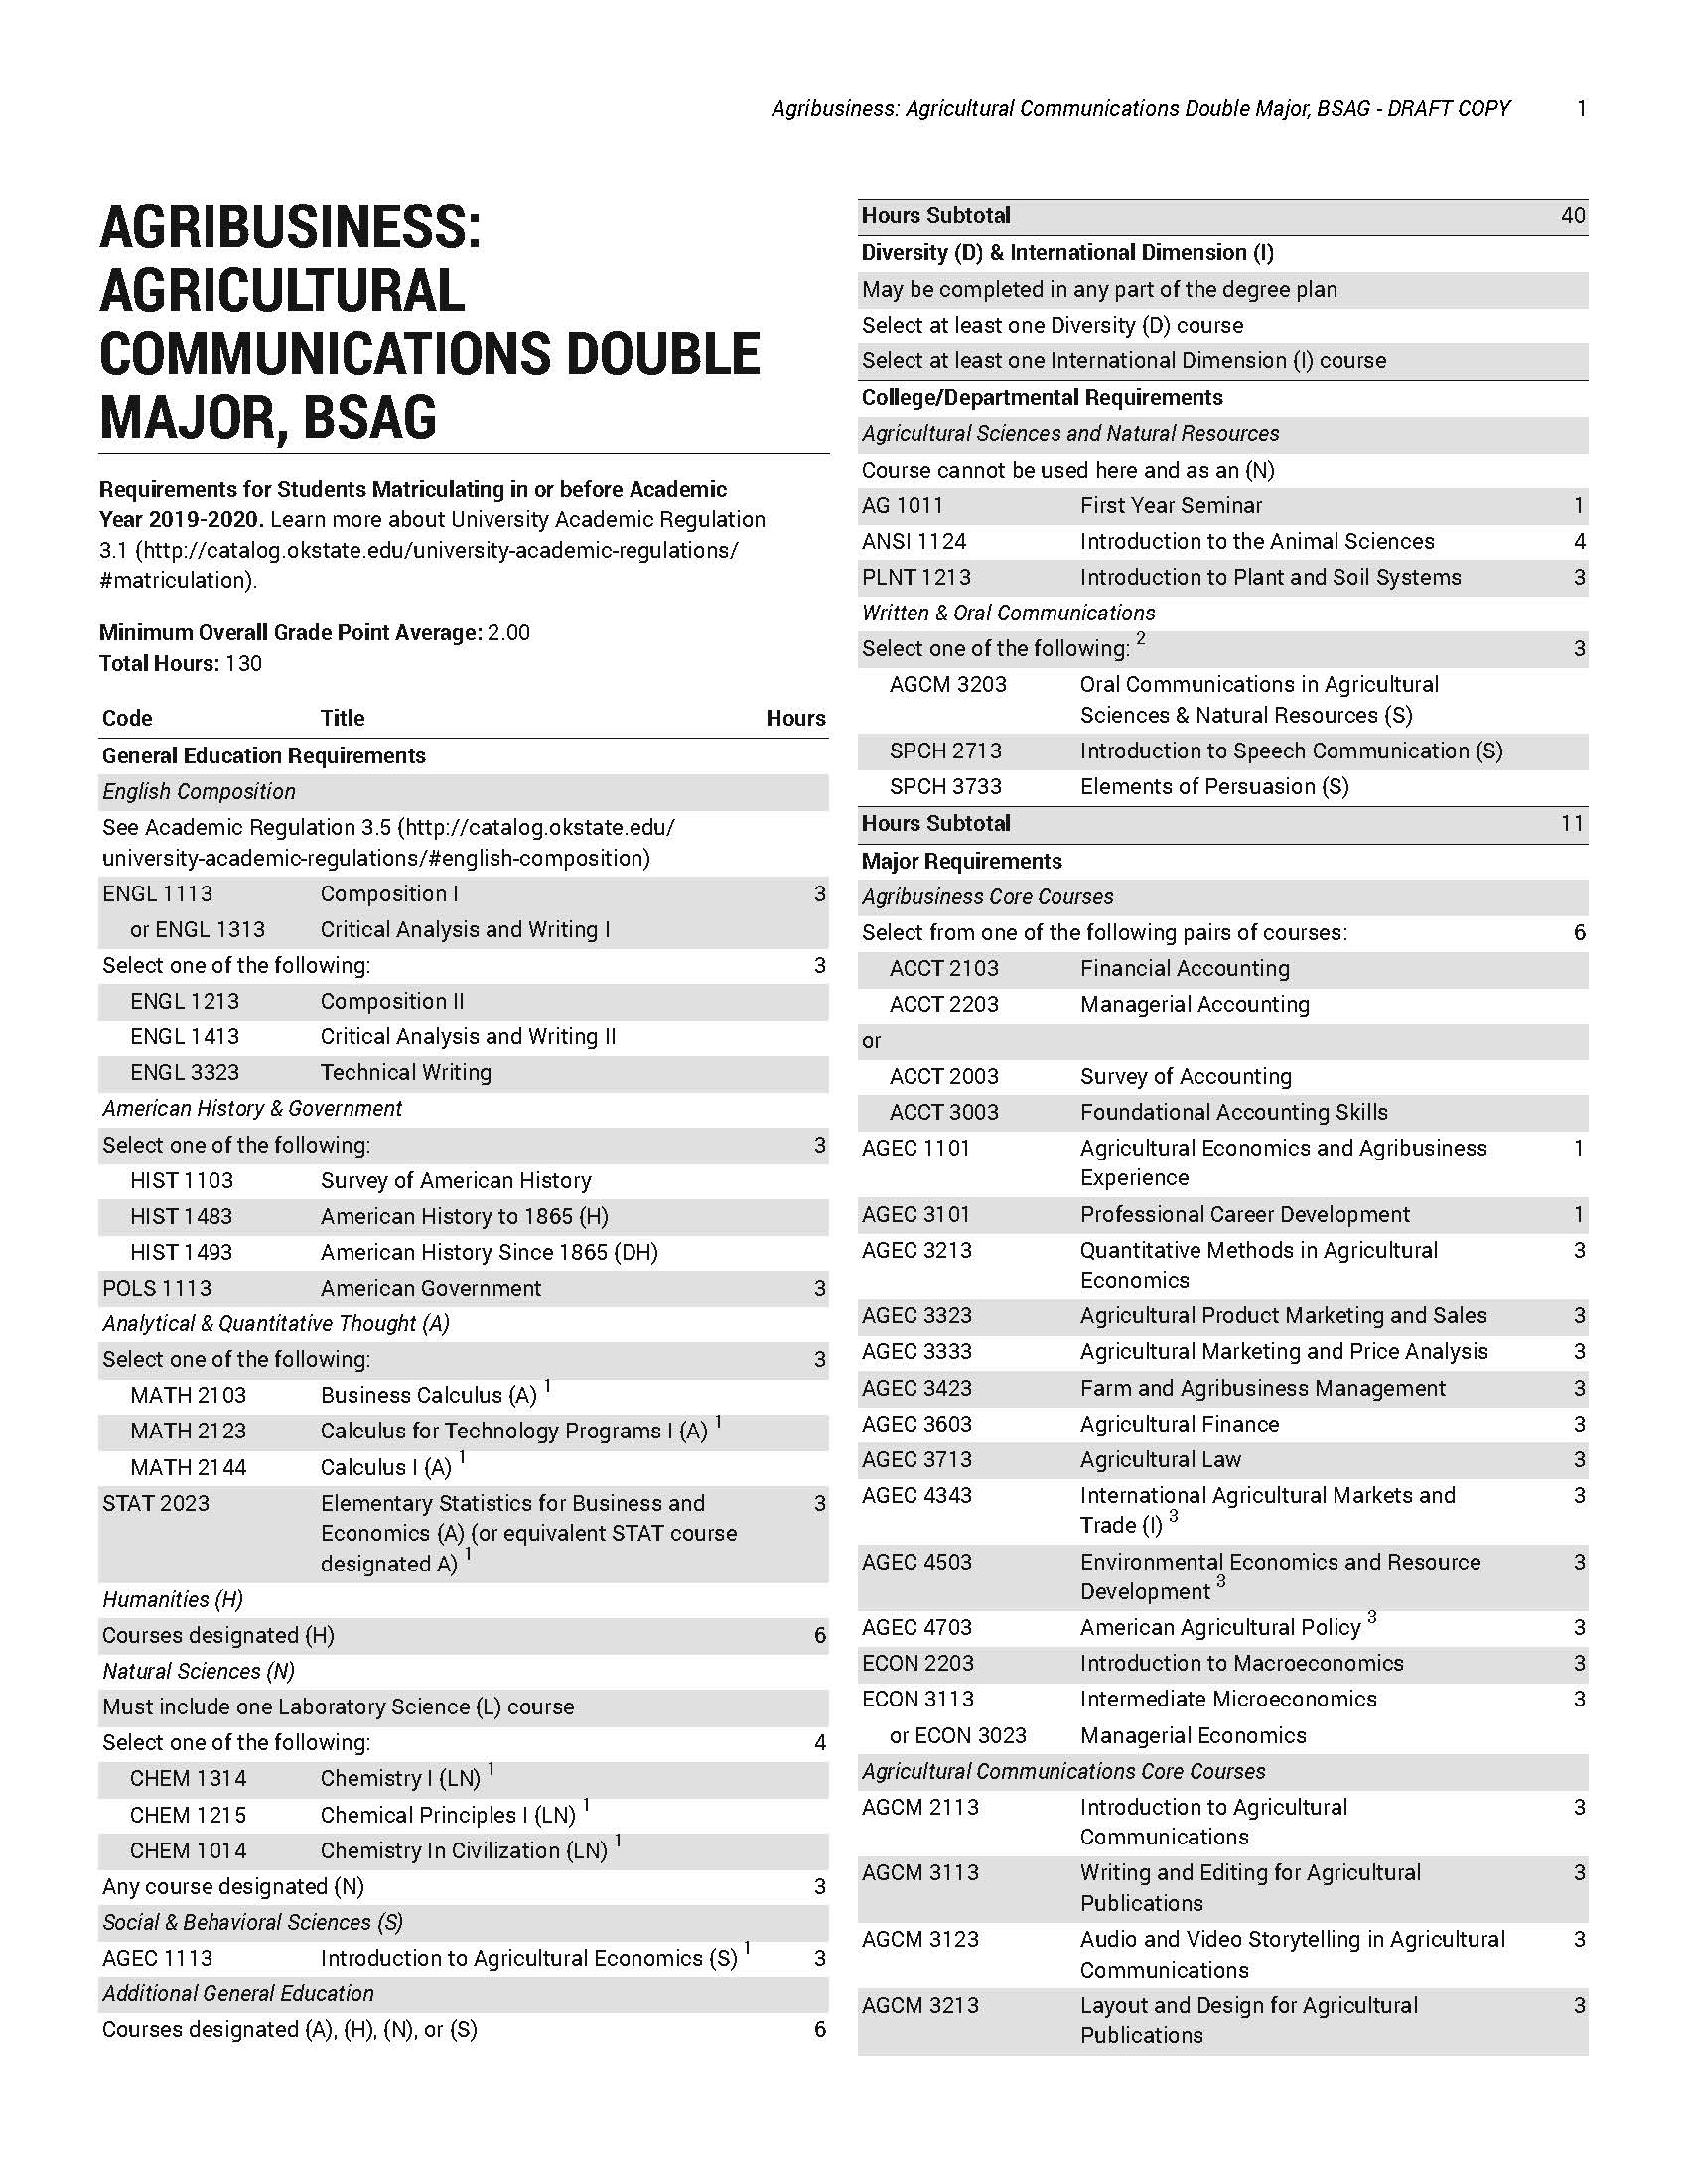 Agribusiness: Agricultural Communications Double Major, BSAG - DRAFT COPY 1
AGRIBUSINESS:
AGRICULTURAL
COMMUNICATIONS DOUBLE
MAJOR, BSAG
Requirements for Students Matriculating in or before Academic
Year 2019-2020. Learn more about University Academic Regulation
3.1 (http://catalog.okstate.edu/university-academic-regulations/
#matriculation).
Minimum Overall Grade Point Average: 2.00
Total Hours: 130
Code Title Hours
General Education Requirements
English Composition
See Academic Regulation 3.5 (http://catalog.okstate.edu/
university-academic-regulations/#english-composition)
ENGL 1113 Composition I 3
or ENGL 1313 Critical Analysis and Writing I
Select one of the following: 3
ENGL 1213 Composition II
ENGL 1413 Critical Analysis and Writing II
ENGL 3323 Technical Writing
American History & Government
Select one of the following: 3
HIST 1103 Survey of American History
HIST 1483 American History to 1865 (H)
HIST 1493 American History Since 1865 (DH)
POLS 1113 American Government 3
Analytical & Quantitative Thought (A)
Select one of the following: 3
MATH 2103 Business Calculus (A) 1
MATH 2123 Calculus for Technology Programs I (A) 1
MATH 2144 Calculus I (A) 1
STAT 2023 Elementary Statistics for Business and 3
Economics (A) (or equivalent STAT course
designated A) 1
Humanities (H)
Courses designated (H) 6
Natural Sciences (N)
Must include one Laboratory Science (L) course
Select one of the following: 4
CHEM 1314 Chemistry I (LN) 1
CHEM 1215 Chemical Principles I (LN) 1
CHEM 1014 Chemistry In Civilization (LN) 1
Any course designated (N) 3
Social & Behavioral Sciences (S)
AGEC 1113 Introduction to Agricultural Economics (S) 1 3
Additional General Education
Courses designated (A), (H), (N), or (S) 6
Hours Subtotal 40
Diversity (D) & International Dimension (I)
May be completed in any part of the degree plan
Select at least one Diversity (D) course
Select at least one International Dimension (I) course
College/Departmental Requirements
Agricultural Sciences and Natural Resources
Course cannot be used here and as an (N)
AG 1011 First Year Seminar 1
ANSI 1124 Introduction to the Animal Sciences 4
PLNT 1213 Introduction to Plant and Soil Systems 3
Written & Oral Communications
Select one of the following: 2 3
AGCM 3203 Oral Communications in Agricultural
Sciences & Natural Resources (S)
SPCH 2713 Introduction to Speech Communication (S)
SPCH 3733 Elements of Persuasion (S)
Hours Subtotal 11
Major Requirements
Agribusiness Core Courses
Select from one of the following pairs of courses: 6
ACCT 2103 Financial Accounting
ACCT 2203 Managerial Accounting
or
ACCT 2003 Survey of Accounting
ACCT 3003 Foundational Accounting Skills
AGEC 1101 Agricultural Economics and Agribusiness 1
Experience
AGEC 3101 Professional Career Development 1
AGEC 3213 Quantitative Methods in Agricultural 3
Economics
AGEC 3323 Agricultural Product Marketing and Sales 3
AGEC 3333 Agricultural Marketing and Price Analysis 3
AGEC 3423 Farm and Agribusiness Management 3
AGEC 3603 Agricultural Finance 3
AGEC 3713 Agricultural Law 3
AGEC 4343 International Agricultural Markets and 3
Trade (I) 3
AGEC 4503 Environmental Economics and Resource 3
Development 3
AGEC 4703 American Agricultural Policy 3 3
ECON 2203 Introduction to Macroeconomics 3
ECON 3113 Intermediate Microeconomics 3
or ECON 3023 Managerial Economics
Agricultural Communications Core Courses
AGCM 2113 Introduction to Agricultural 3
Communications
AGCM 3113 Writing and Editing for Agricultural 3
Publications
AGCM 3123 Audio and Video Storytelling in Agricultural 3
Communications
AGCM 3213 Layout and Design for Agricultural 3
Publications